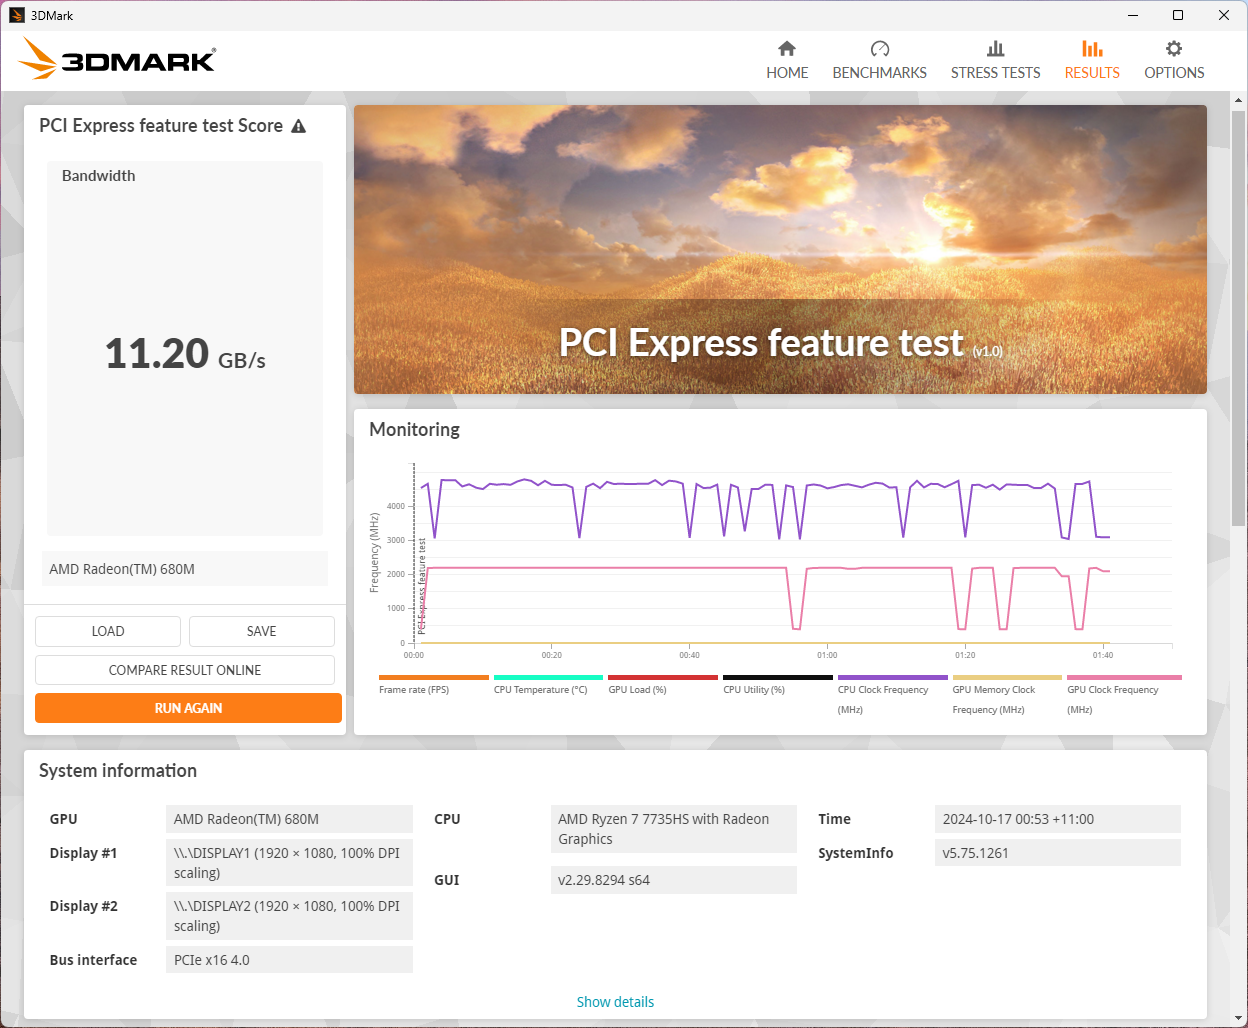 3DMark
3DMARK®
HOME
BENCHMARKS
STRESS TESTS
RESULTS
OPTIONS
PCI Express feature test Score
Bandwidth
11.20 GB/s
AMD Radeon(TM) 680M
LOAD
SAVE
COMPARE RESULT ONLINE
RUN AGAIN
PCI Express feature test (v1.0)
Monitoring
Frequency (MHz)
4000
3000
2000
1000
0
PCI Express feature test
00:00
00:20
00:40
01:00
01:20
01:40
Frame rate (FPS)
CPU Temperature (°C)
GPU Load (%)
CPU Utility (%)
CPU Clock Frequency
(MHz)
GPU Memory Clock
Frequency (MHz)
GPU Clock Frequency
(MHz)
System information
GPU
AMD Radeon(TM) 680M
Display #1
\\.\DISPLAY1 (1920 × 1080, 100% DPI
scaling)
Display #2
\\.\DISPLAY2 (1920 × 1080, 100% DPI
scaling)
Bus interface
PCIe x16 4.0
CPU
AMD Ryzen 7 7735HS with Radeon
Graphics
GUI
v2.29.8294 s64
Time
2024-10-17 00:53 +11:00
SystemInfo
v5.75.1261
Show details